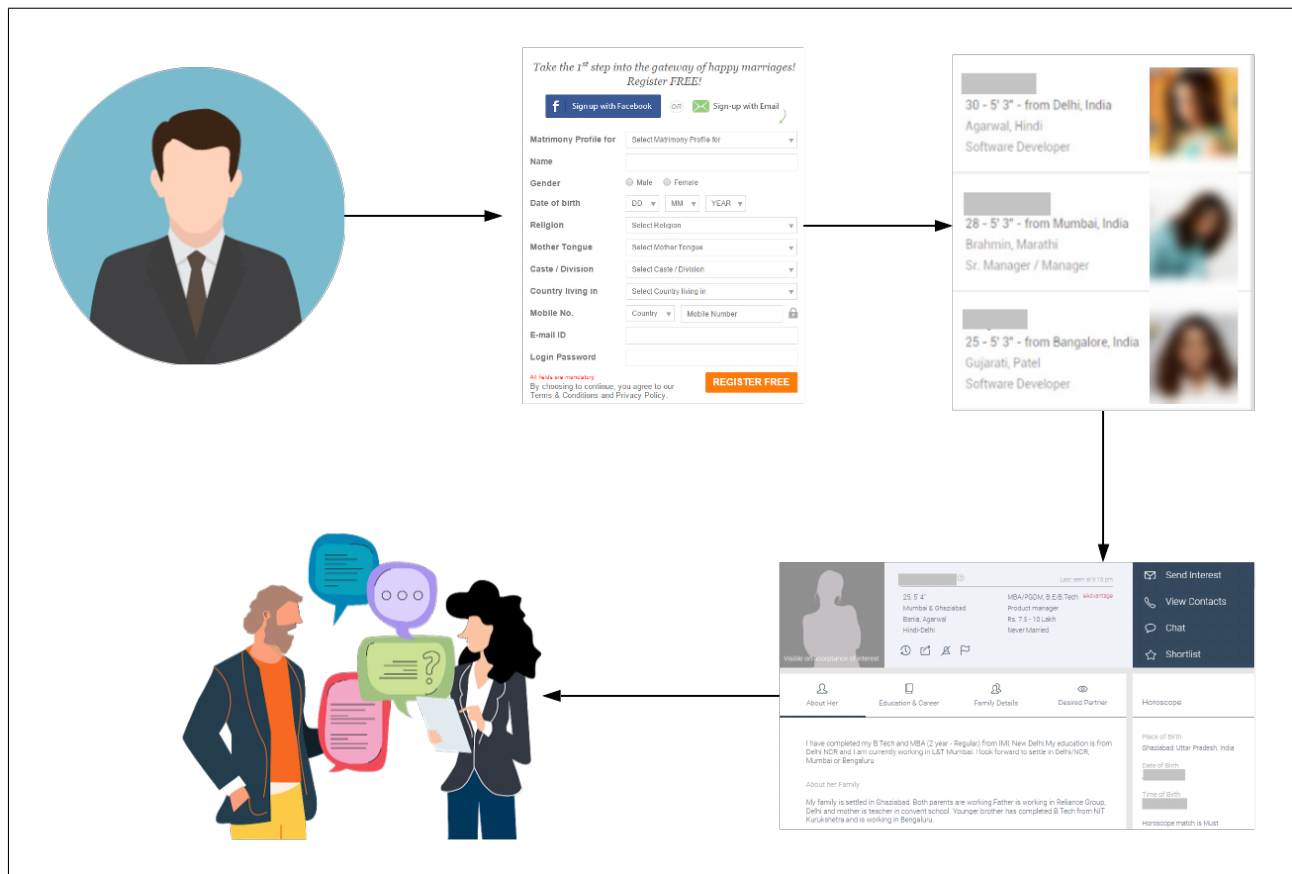 Take the 1st step into the gateway of happy marriages!
Register FREE!
f Sign up with Facebook OR Sign-up with Email
Matrimony Profile for Select Matrimony Profile for
Name
Gender Male Female
Date of birth DD MM YEAR
Religion Select Religion
Mother Tongue Select Mother Tongue
Caste / Division Select Caste / Division
Country living in Select Country living in
Mobile No. Country Mobile Number
E-mail ID
Login Password
All fields are mandatory
By choosing to continue, you agree to our
Terms & Conditions and Privacy Policy.
REGISTER FREE
30 - 5' 3" - from Delhi, India
Agarwal, Hindi
Software Developer
28 - 5' 3" - from Mumbai, India
Brahmin, Marathi
Sr. Manager / Manager
25 - 5' 3" - from Bangalore, India
Gujarati, Patel
Software Developer
?
Visible on acceptance of interest
Last seen at 6:15 pm
25, 5' 4"
Mumbai & Ghaziabad
Bania, Agarwal
Hindi-Delhi
MBA/PGDM, B.E/B.Tech eAdvantage
Product manager
Rs. 7.5 - 10 Lakh
Never Married
Send Interest
View Contacts
Chat
Shortlist
About Her Education & Career Family Details Desired Partner
I have completed my B.Tech and MBA (2 year - Regular) from IMI, New Delhi.My education is from
Delhi NCR and I am currently working in L&T Mumbai. I look forward to settle in Delhi/NCR,
Mumbai or Bengaluru
About her Family
My family is settled in Ghaziabad. Both parents are working.Father is working in Reliance Group,
Delhi and mother is teacher in convent school. Younger brother has completed B.Tech from NIT
Kurukshetra and is working in Bengaluru.
Horoscope
Place of Birth
Ghaziabad, Uttar Pradesh, India
Date of Birth
Time of Birth
Horoscope match is Must